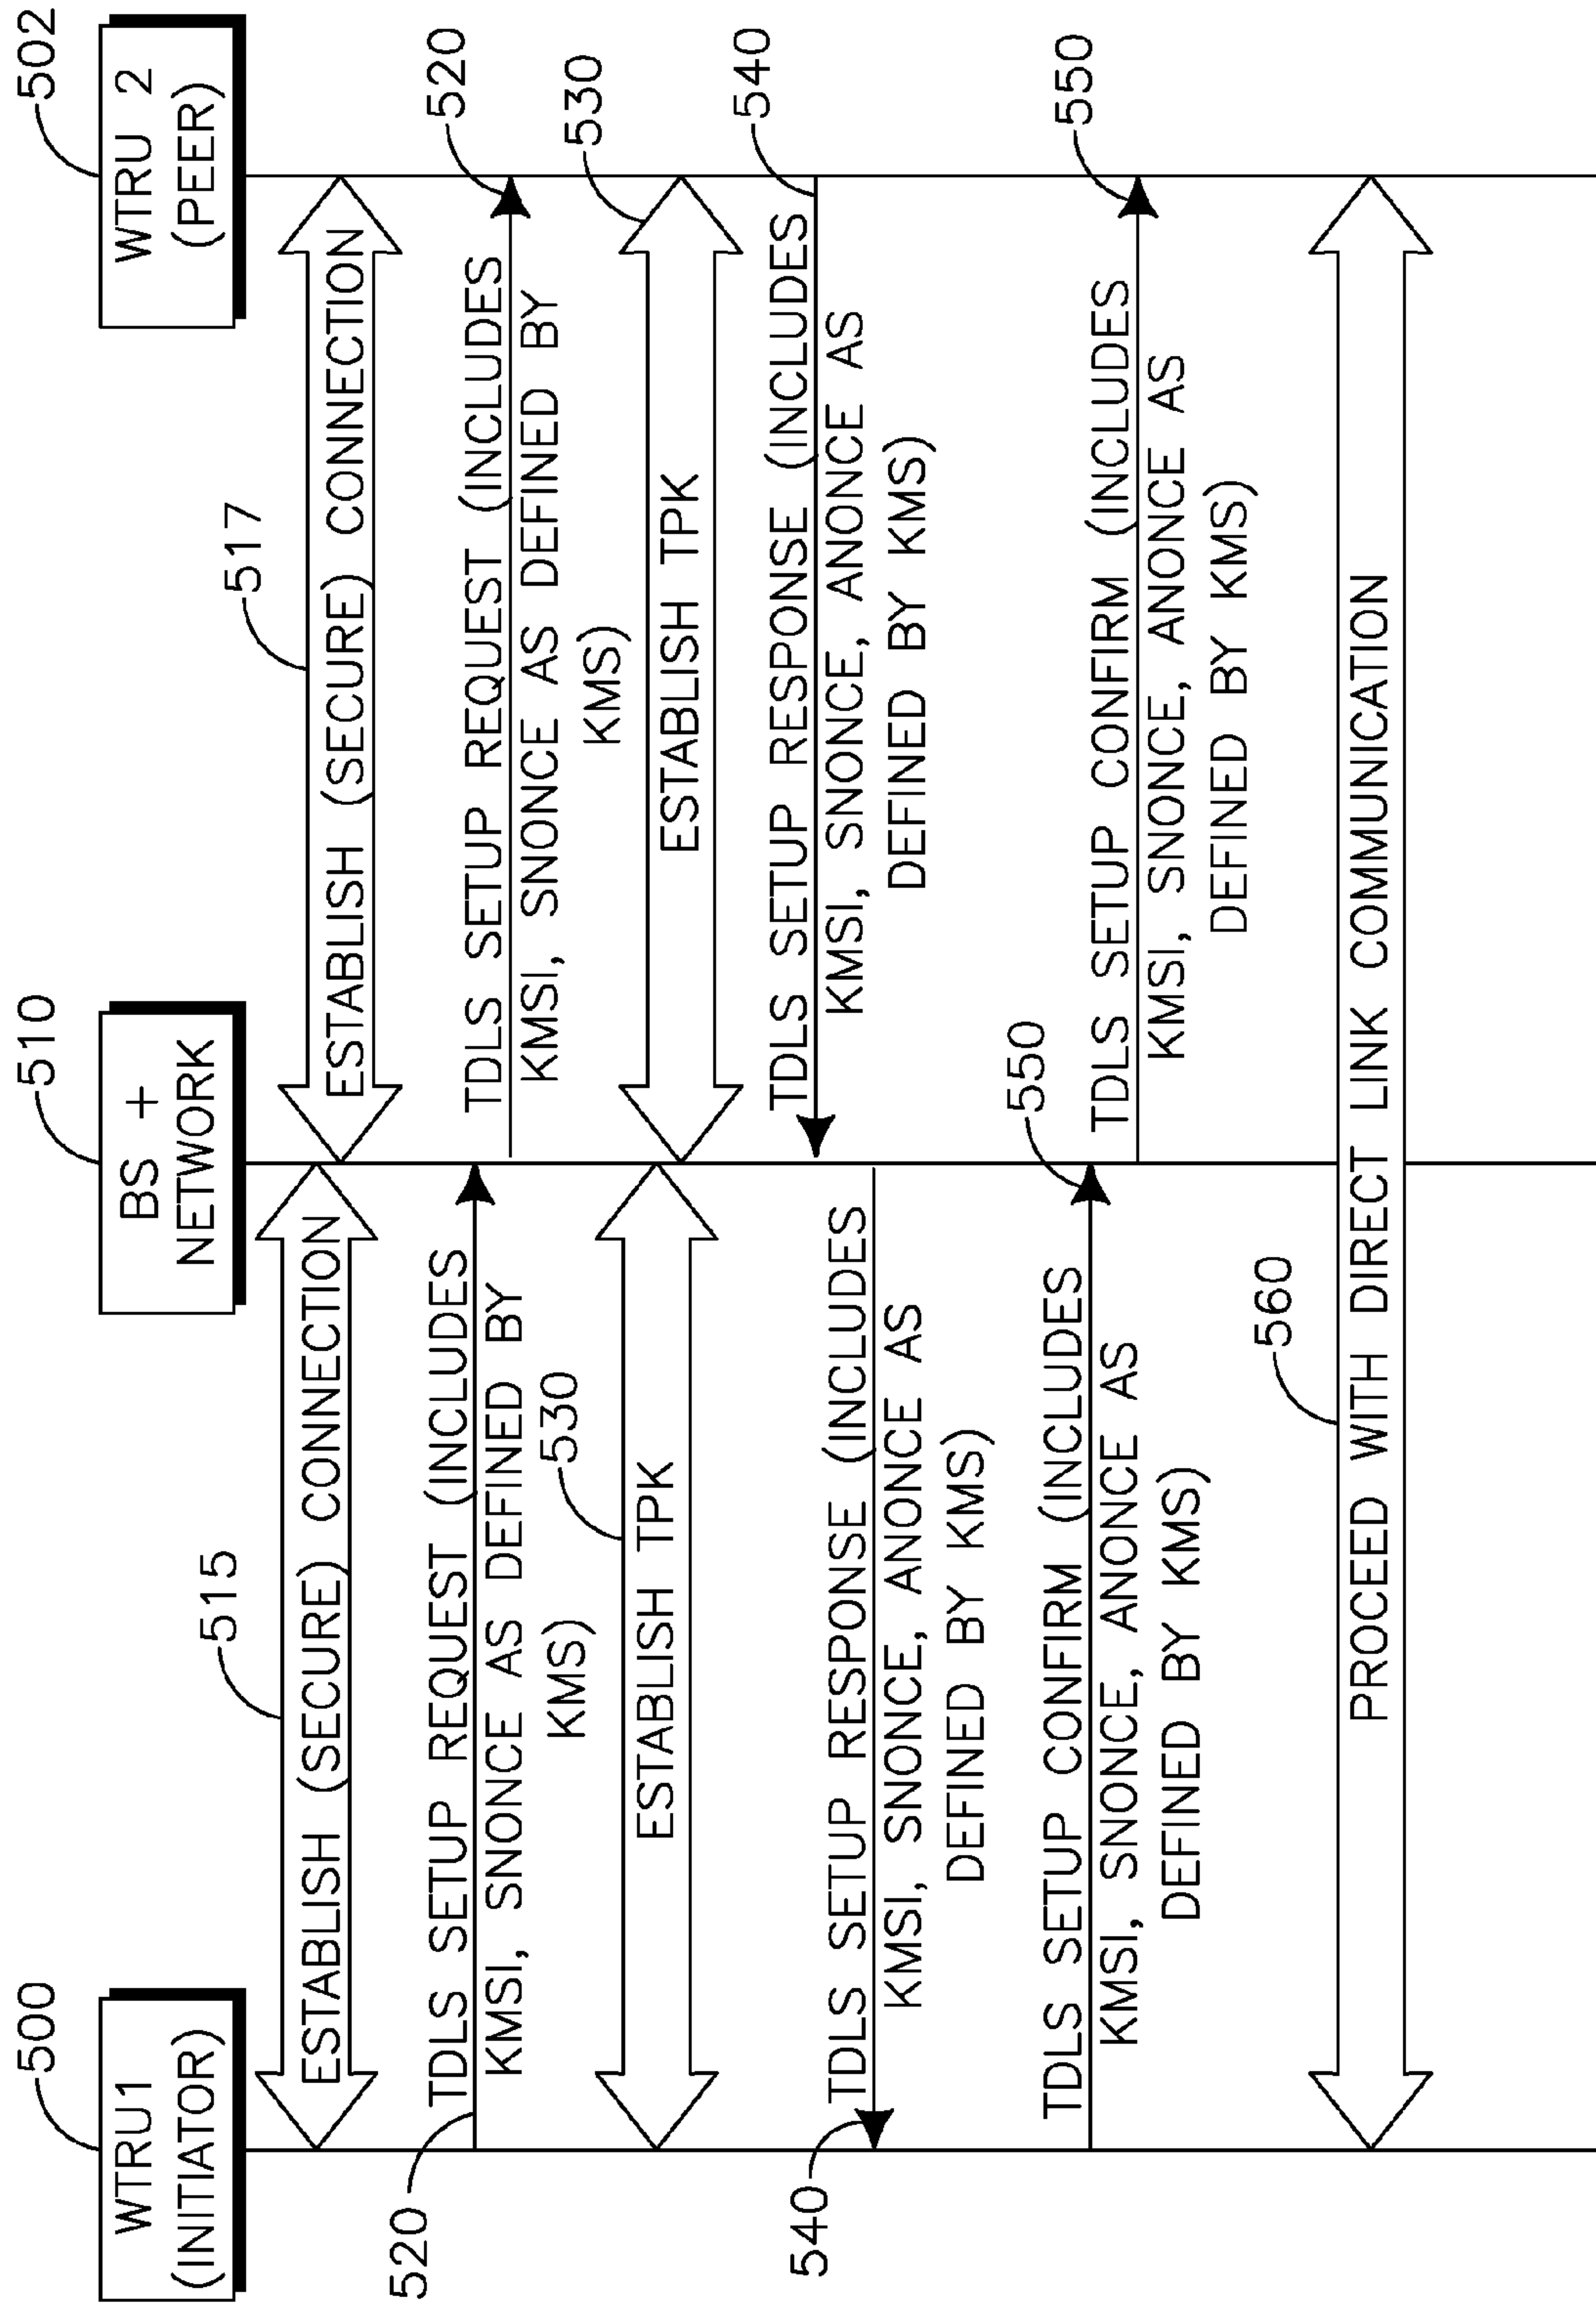 500
WTRU1
(INITIATOR)
510
BS +
NETWORK
502
WTRU 2
(PEER)
515
ESTABLISH (SECURE) CONNECTION
517
ESTABLISH (SECURE) CONNECTION
520
TDLS SETUP REQUEST (INCLUDES
KMSI, SNONCE AS DEFINED BY
KMS)
520
TDLS SETUP REQUEST (INCLUDES
KMSI, SNONCE AS DEFINED BY
KMS)
530
ESTABLISH TPK
530
ESTABLISH TPK
540
TDLS SETUP RESPONSE (INCLUDES
KMSI, SNONCE, ANONCE AS
DEFINED BY KMS)
540
TDLS SETUP RESPONSE (INCLUDES
KMSI, SNONCE, ANONCE AS
DEFINED BY KMS)
550
TDLS SETUP CONFIRM (INCLUDES
KMSI, SNONCE, ANONCE AS
DEFINED BY KMS)
550
TDLS SETUP CONFIRM (INCLUDES
KMSI, SNONCE, ANONCE AS
DEFINED BY KMS)
560
PROCEED WITH DIRECT LINK COMMUNICATION